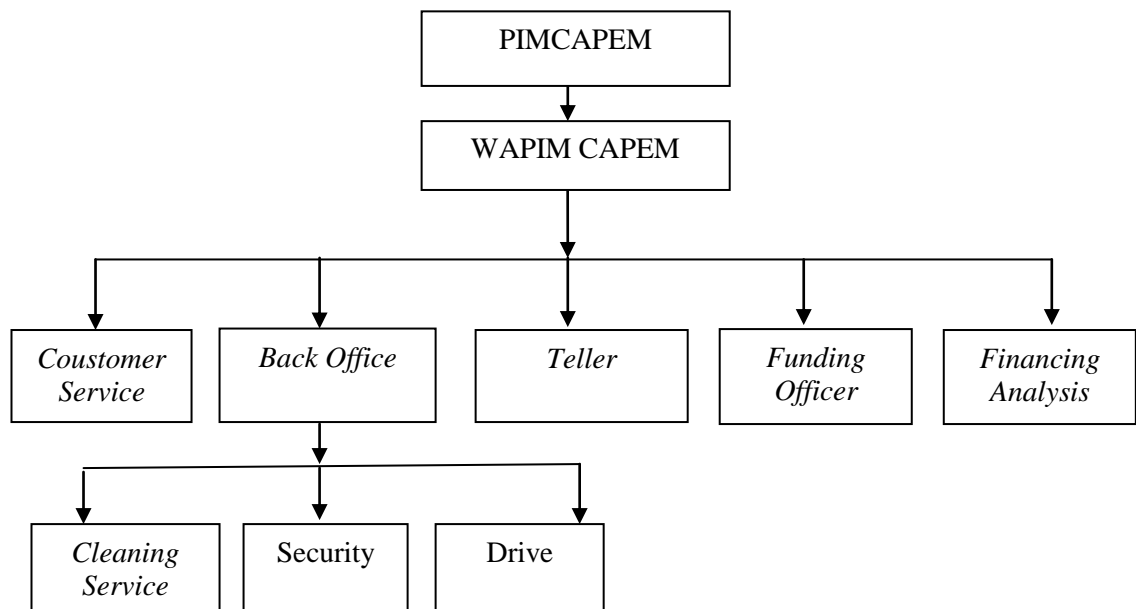 PIMCAPEM
WAPIM CAPEM
Coustomer
Service
Back Office
Teller
Funding
Officer
Financing
Analysis
Cleaning
Service
Security
Drive